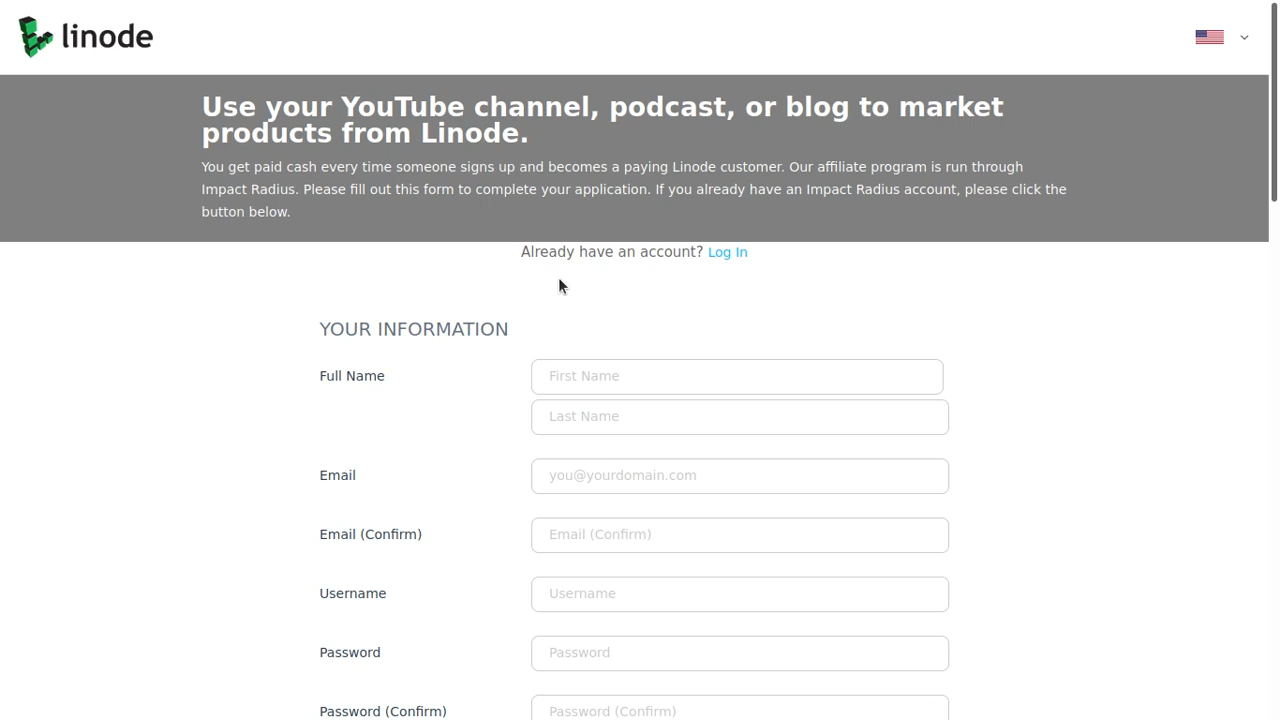 linode
Use your YouTube channel, podcast, or blog to market
products from Linode.
You get paid cash every time someone signs up and becomes a paying Linode customer. Our affiliate program is run through
Impact Radius. Please fill out this form to complete your application. If you already have an Impact Radius account, please click the
button below.
Already have an account? Log In
YOUR INFORMATION
Full Name
First Name
Last Name
Email
you@yourdomain.com
Email (Confirm)
Email (Confirm)
Username
Username
Password
Password
Password (Confirm)
Password (Confirm)